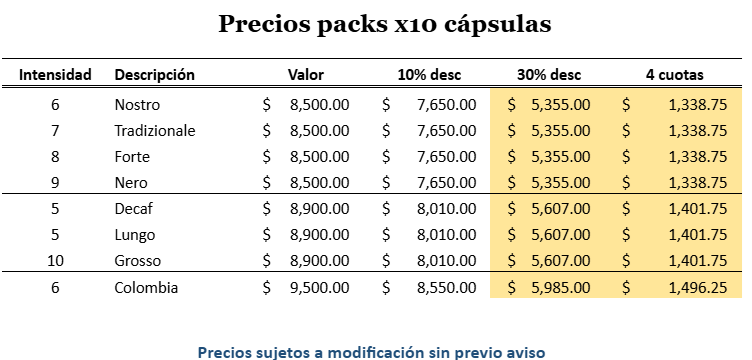 Precios packs x10 cápsulas
Intensidad Descripción Valor 10% desc 30% desc 4 cuotas
6 Nostro $ 8,500.00 $ 7,650.00 $ 5,355.00 $ 1,338.75
7 Tradizionale $ 8,500.00 $ 7,650.00 $ 5,355.00 $ 1,338.75
8 Forte $ 8,500.00 $ 7,650.00 $ 5,355.00 $ 1,338.75
9 Nero $ 8,500.00 $ 7,650.00 $ 5,355.00 $ 1,338.75
5 Decaf $ 8,900.00 $ 8,010.00 $ 5,607.00 $ 1,401.75
5 Lungo $ 8,900.00 $ 8,010.00 $ 5,607.00 $ 1,401.75
10 Grosso $ 8,900.00 $ 8,010.00 $ 5,607.00 $ 1,401.75
6 Colombia $ 9,500.00 $ 8,550.00 $ 5,985.00 $ 1,496.25
Precios sujetos a modificación sin previo aviso